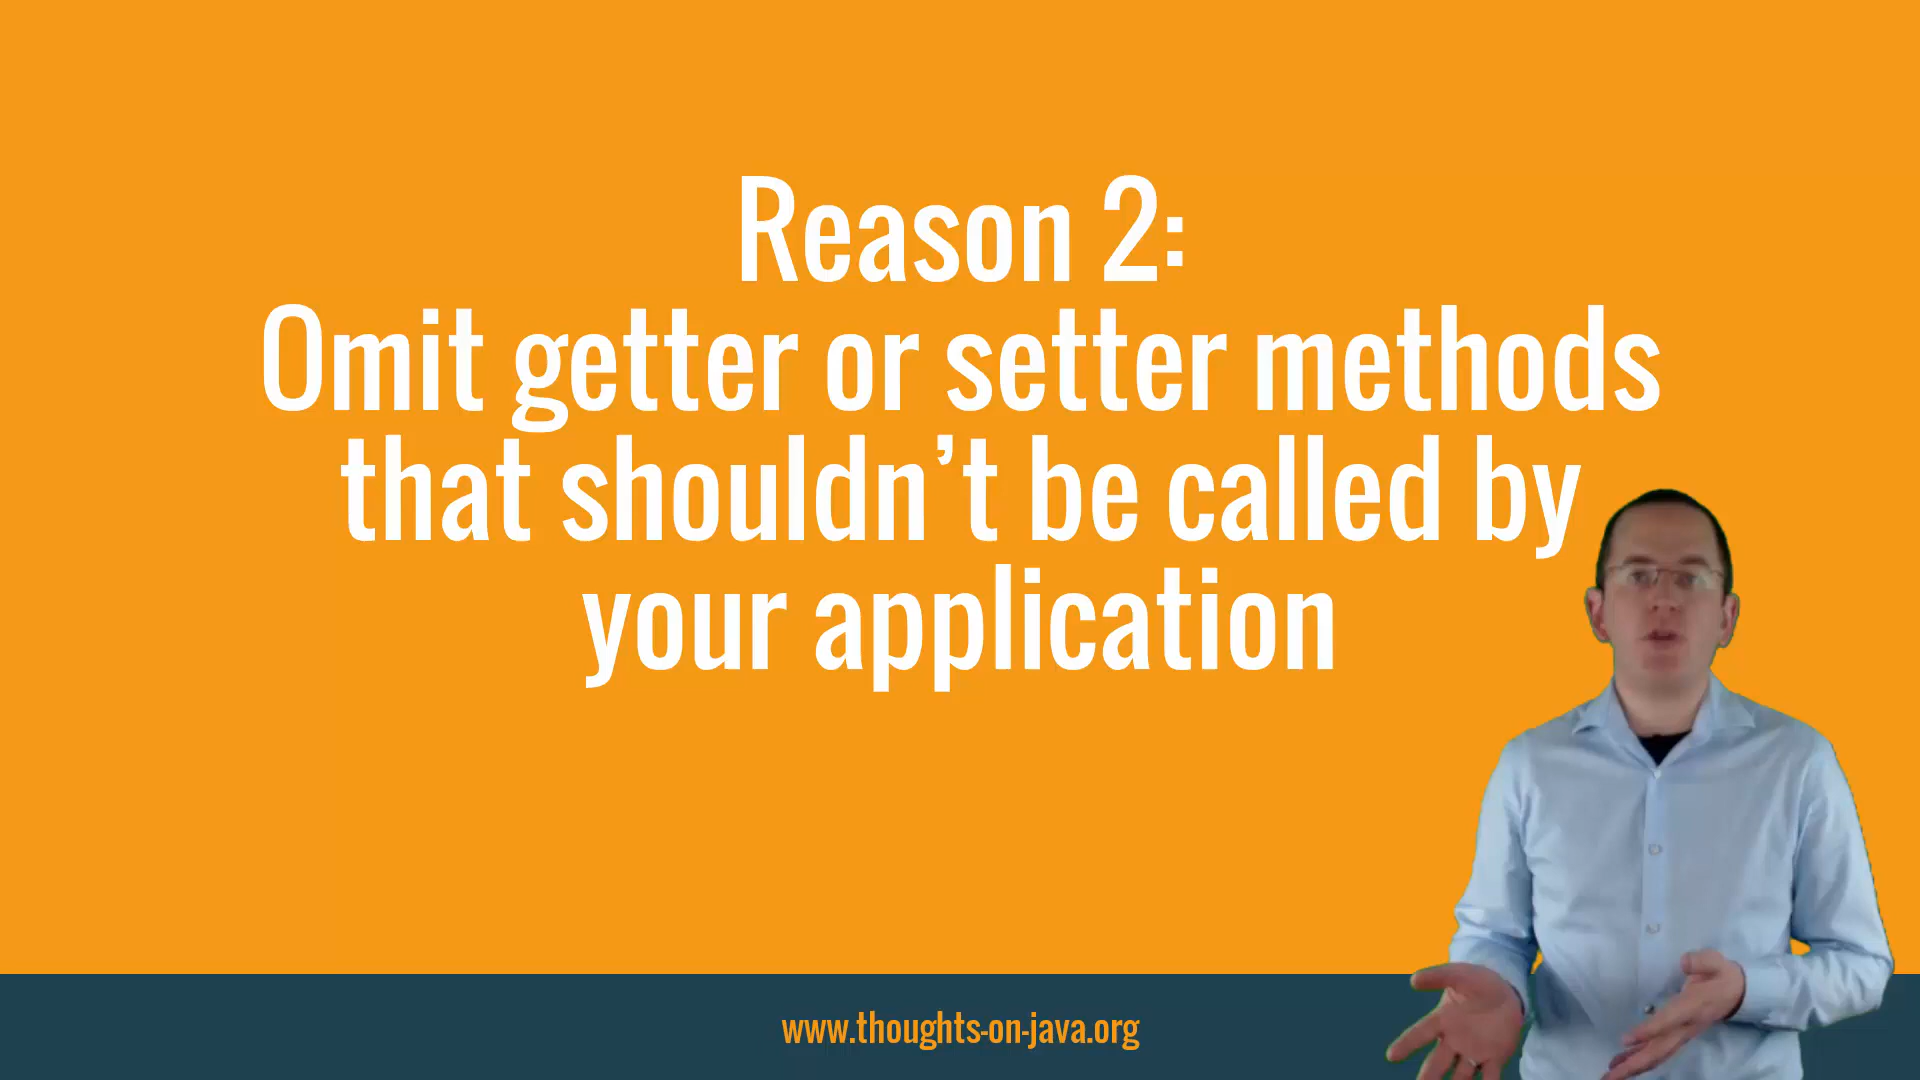 Reason 2:
Omit getter or setter methods
that shouldn’t be called by
your application
www.thoughts-on-java.org